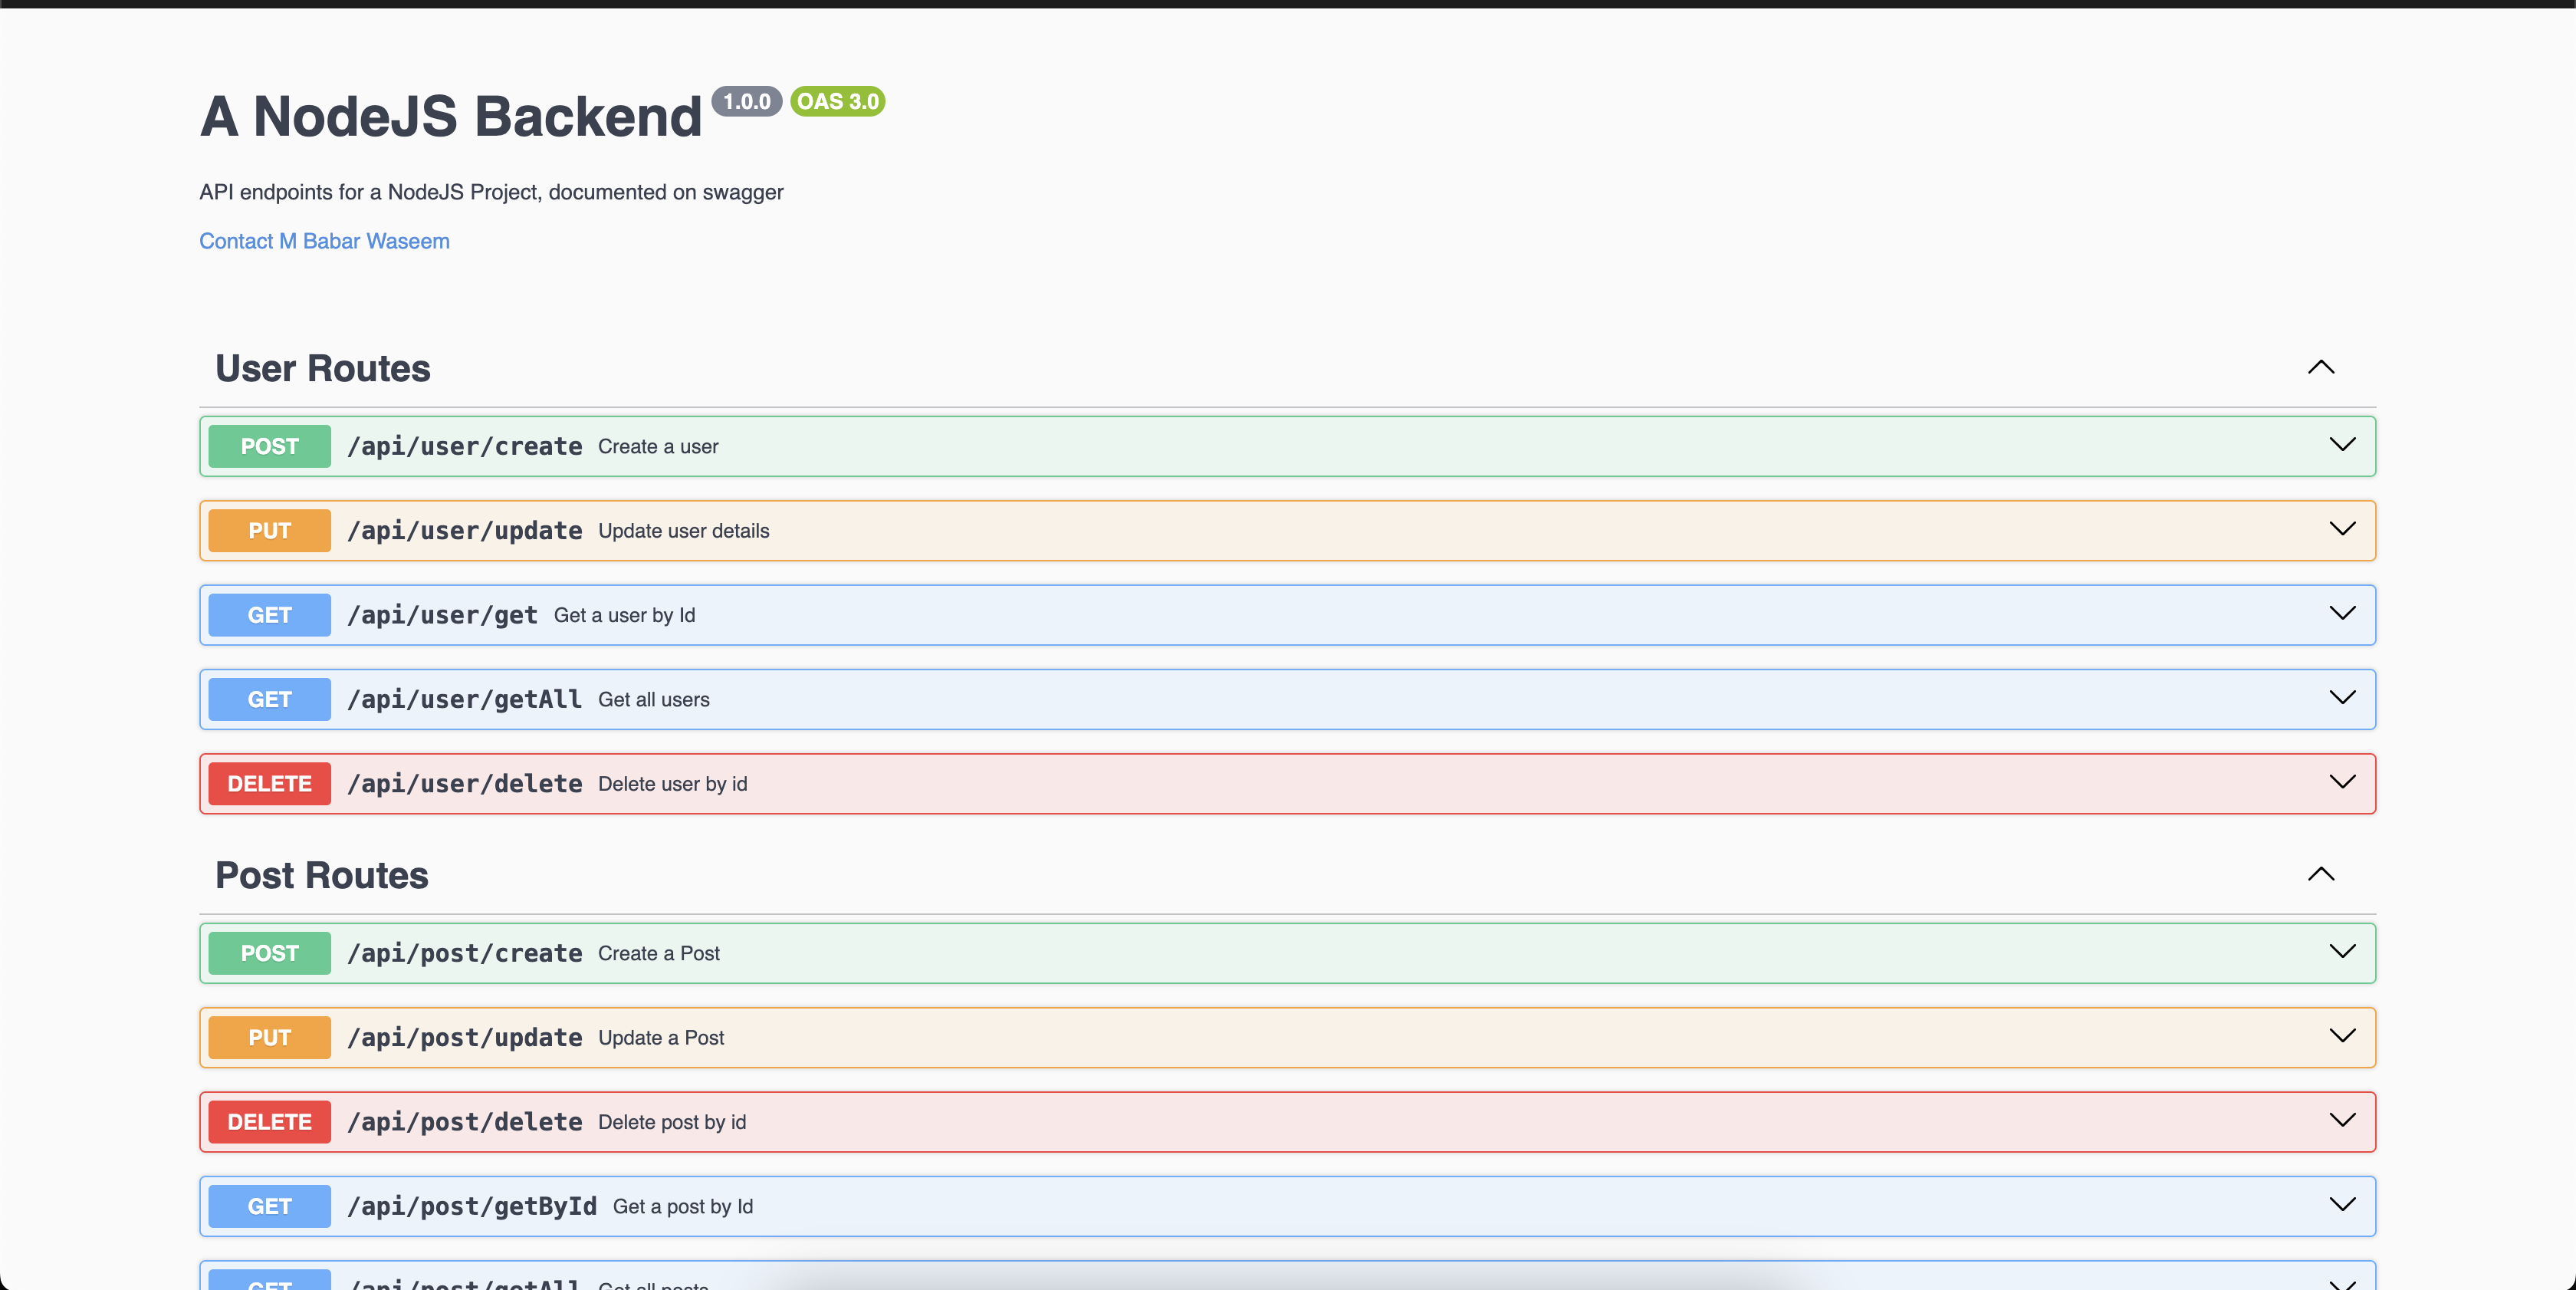 A NodeJS Backend 1.0.0 OAS 3.0
API endpoints for a NodeJS Project, documented on swagger
Contact M Babar Waseem
User Routes
POST /api/user/create Create a user
PUT /api/user/update Update user details
GET /api/user/get Get a user by Id
GET /api/user/getAll Get all users
DELETE /api/user/delete Delete user by id
Post Routes
POST /api/post/create Create a Post
PUT /api/post/update Update a Post
DELETE /api/post/delete Delete post by id
GET /api/post/getById Get a post by Id
GET /api/post/getAll Get all posts